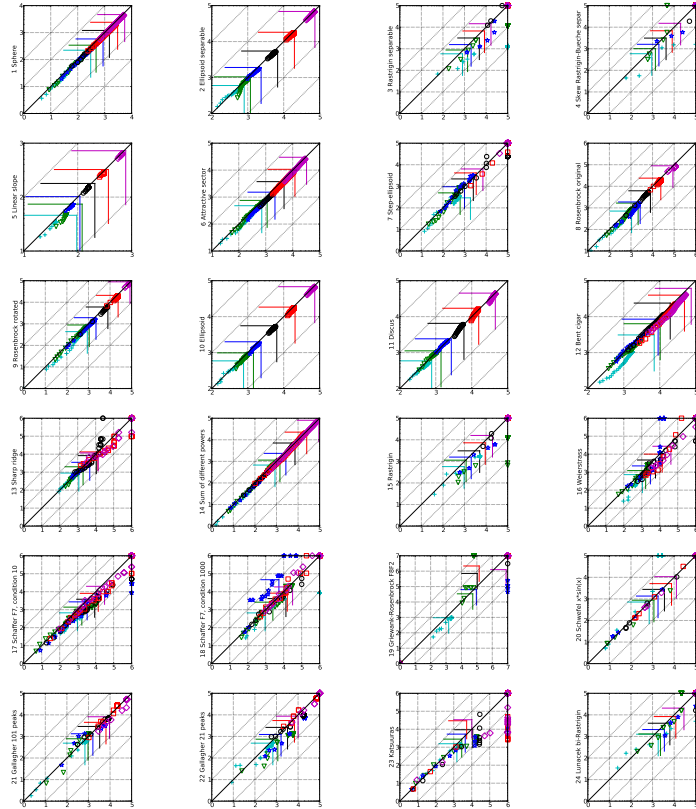 1 Sphere
2 Ellipsoid separable
3 Rastrigin separable
4 Skew Rastrigin-Bueche separ
5 Linear slope
6 Attractive sector
7 Step-ellipsoid
8 Rosenbrock original
9 Rosenbrock rotated
10 Ellipsoid
11 Discus
12 Bent cigar
13 Sharp ridge
14 Sum of different powers
15 Rastrigin
16 Weierstrass
17 Schaffer F7, condition 10
18 Schaffer F7, condition 1000
19 Griewank-Rosenbrock F8F2
20 Schwefel x*sin(x)
21 Gallagher 101 peaks
22 Gallagher 21 peaks
23 Katsuuras
24 Lunacek bi-Rastrigin